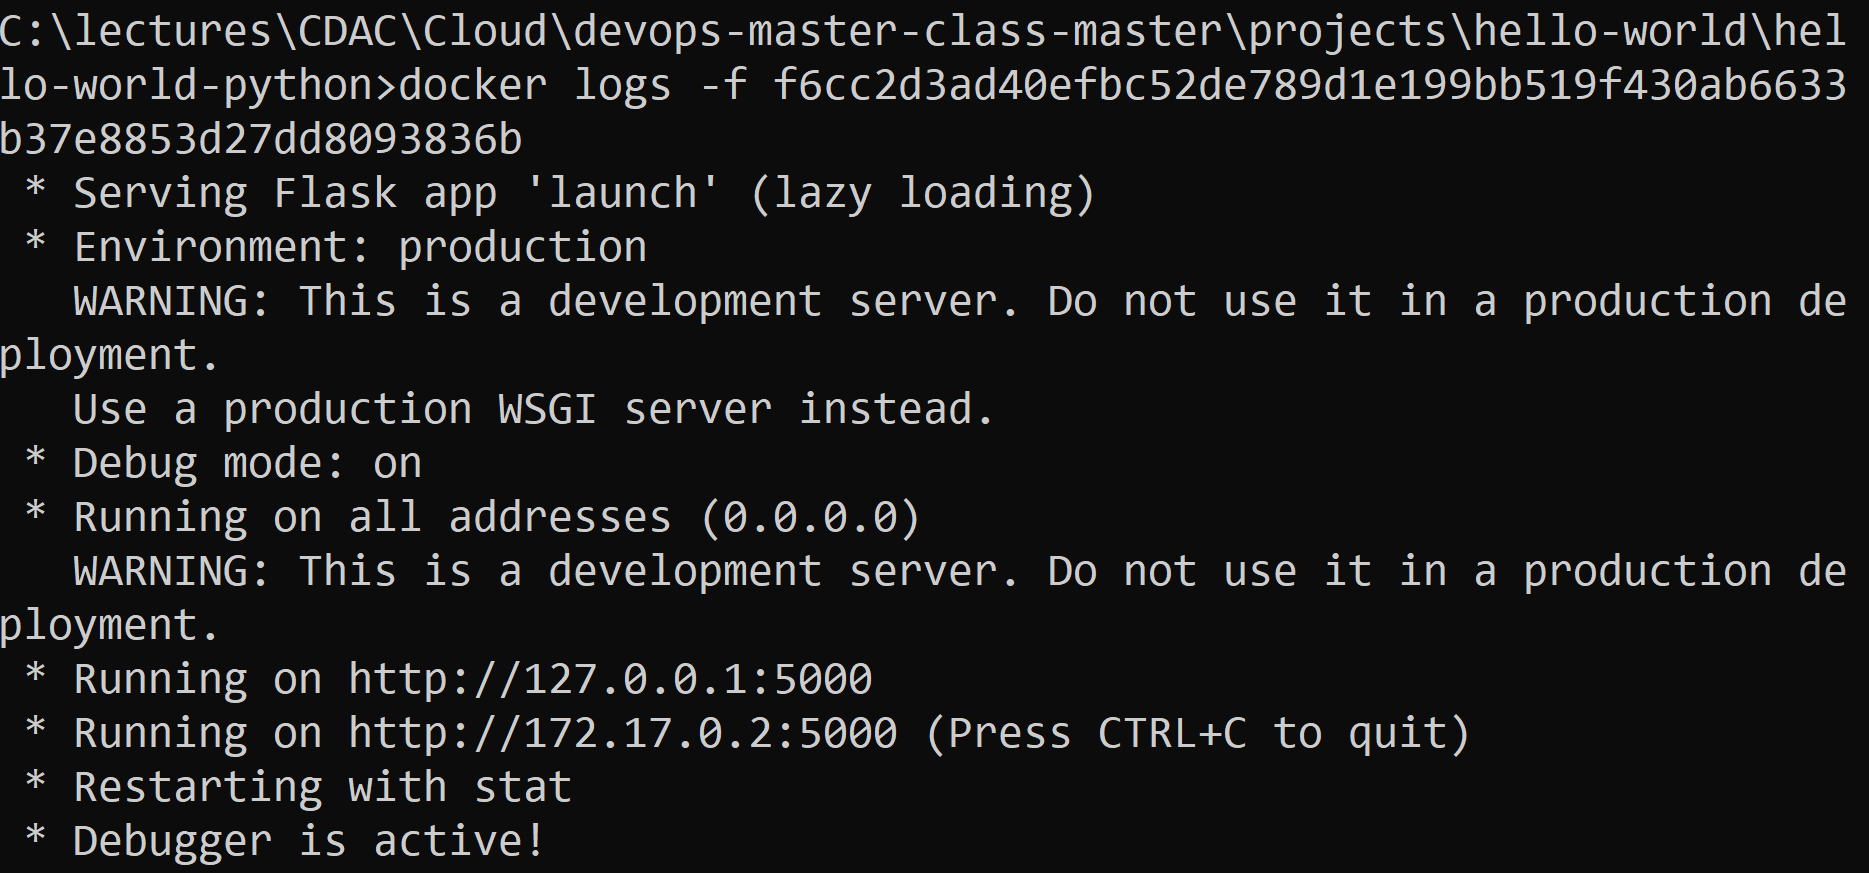 C:\lectures\CDAC\Cloud\devops-master-class-master\projects\hello-world\hel
lo-world-python>docker logs -f f6cc2d3ad40efbc52de789d1e199bb519f430ab6633
b37e8853d27dd8093836b
 * Serving Flask app 'launch' (lazy loading)
 * Environment: production
   WARNING: This is a development server. Do not use it in a production de
ployment.
   Use a production WSGI server instead.
 * Debug mode: on
 * Running on all addresses (0.0.0.0)
   WARNING: This is a development server. Do not use it in a production de
ployment.
 * Running on http://127.0.0.1:5000
 * Running on http://172.17.0.2:5000 (Press CTRL+C to quit)
 * Restarting with stat
 * Debugger is active!